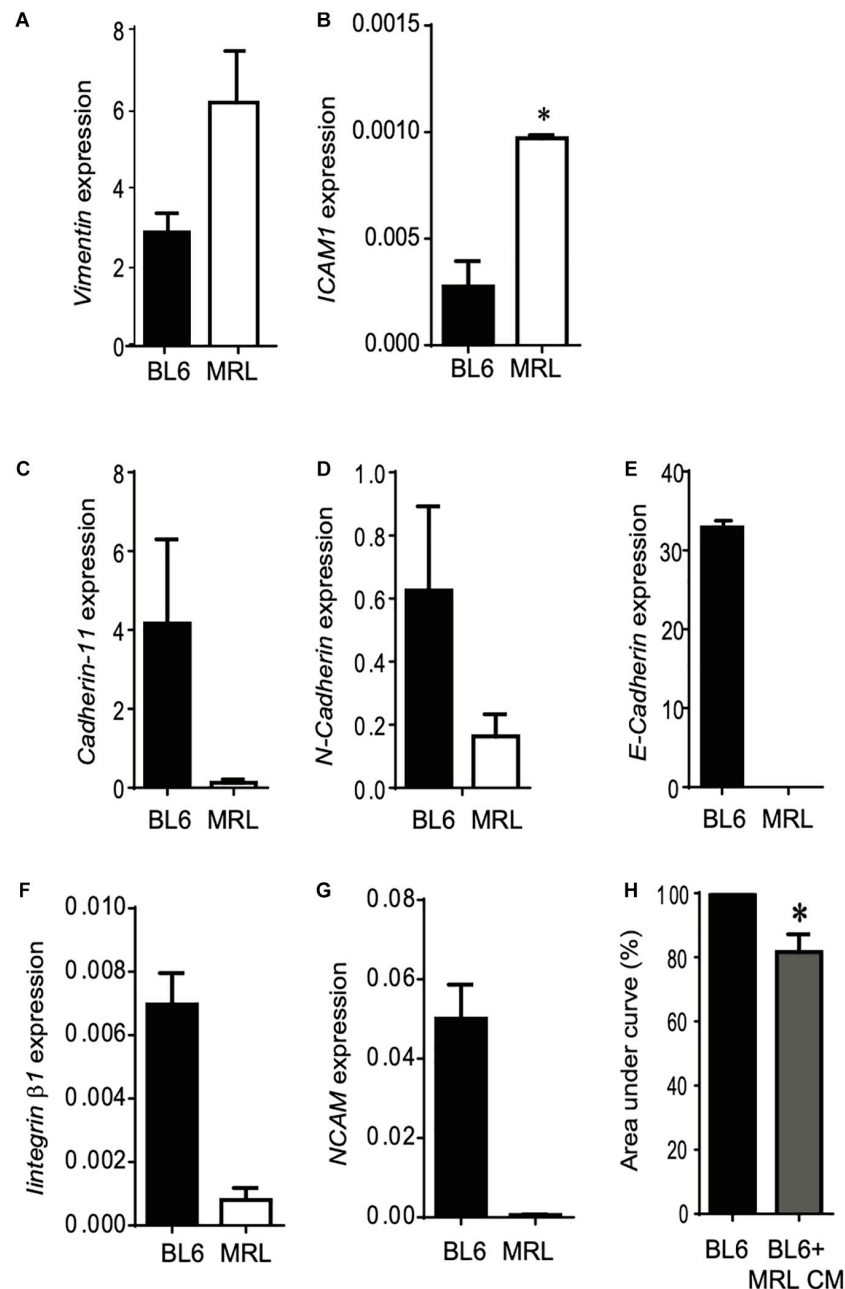 A
Vimentin expression
8
6
4
2
0
BL6 MRL
B
ICAM1 expression
0.0015
0.0010
0.005
0.000
*
BL6 MRL
C
Cadherin-11 expression
8
6
4
2
0
BL6 MRL
D
N-Cadherin expression
1.0
0.8
0.6
0.4
0.2
0.0
BL6 MRL
E
E-Cadherin expression
40
30
20
10
0
BL6 MRL
F
Iintegrin β1 expression
0.010
0.008
0.006
0.004
0.002
0.000
BL6 MRL
G
NCAM expression
0.08
0.06
0.04
0.02
0.00
BL6 MRL
H
Area under curve (%)
100
80
60
40
20
0
*
BL6 BL6+
MRL CM